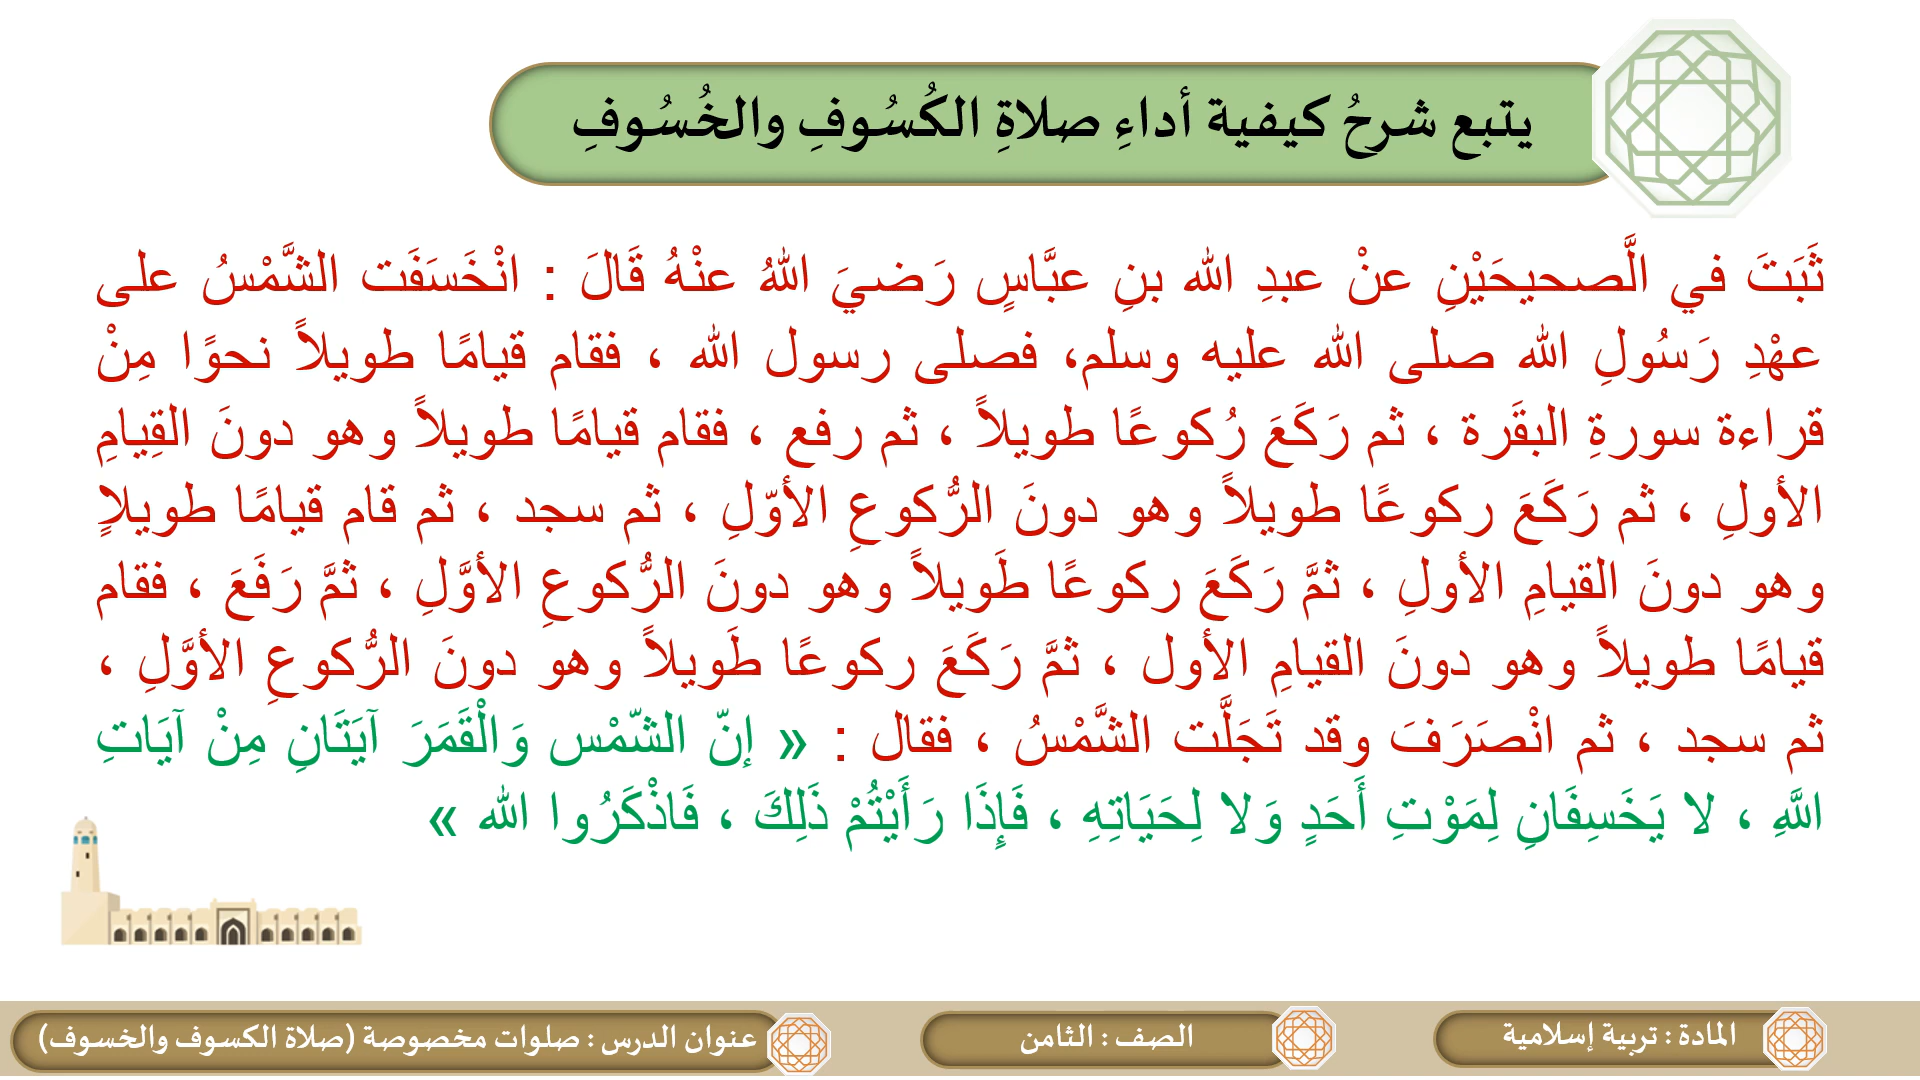 يتبع شرحُ كيفية أداءِ صلاةِ الكُسُوفِ والخُسُوفِ
ثَبَتَ في الَّصحيحَيْنِ عنْ عبدِ الله بنِ عبَّاسٍ رَضيَ اللهُ عنْهُ قَالَ : انْخَسَفَت الشَّمْسُ على
عهْدِ رَسُولِ الله صلى الله عليه وسلم، فصلى رسول الله ، فقام قيامًا طويلاً نحوًا مِنْ
قراءة سورةِ البقَرة ، ثم رَكَعَ رُكوعًا طويلاً ، ثم رفع ، فقام قيامًا طويلاً وهو دونَ القِيامِ
الأولِ ، ثم رَكَعَ ركوعًا طويلاً وهو دونَ الرُّكوعِ الأوّلِ ، ثم سجد ، ثم قام قيامًا طويلاٍ
وهو دونَ القيامِ الأولِ ، ثمَّ رَكَعَ ركوعًا طَويلاً وهو دونَ الرُّكوعِ الأوَّلِ ، ثمَّ رَفَعَ ، فقام
قيامًا طويلاً وهو دونَ القيامِ الأول ، ثمَّ رَكَعَ ركوعًا طَويلاً وهو دونَ الرُّكوعِ الأوَّلِ ،
ثم سجد ، ثم انْصَرَفَ وقد تَجَلَّت الشَّمْسُ ، فقال : « إنّ الشّمْس وَالْقَمَرَ آيَتَانِ مِنْ آيَاتِ
اللَّهِ ، لا يَخَسِفَانِ لِمَوْتِ أَحَدٍ وَلا لِحَيَاتِهِ ، فَإِذَا رَأَيْتُمْ ذَلِكَ ، فَاذْكَرُوا الله »
المادة : تربية إسلامية
الصف : الثامن
عنوان الدرس : صلوات مخصوصة (صلاة الكسوف والخسوف)